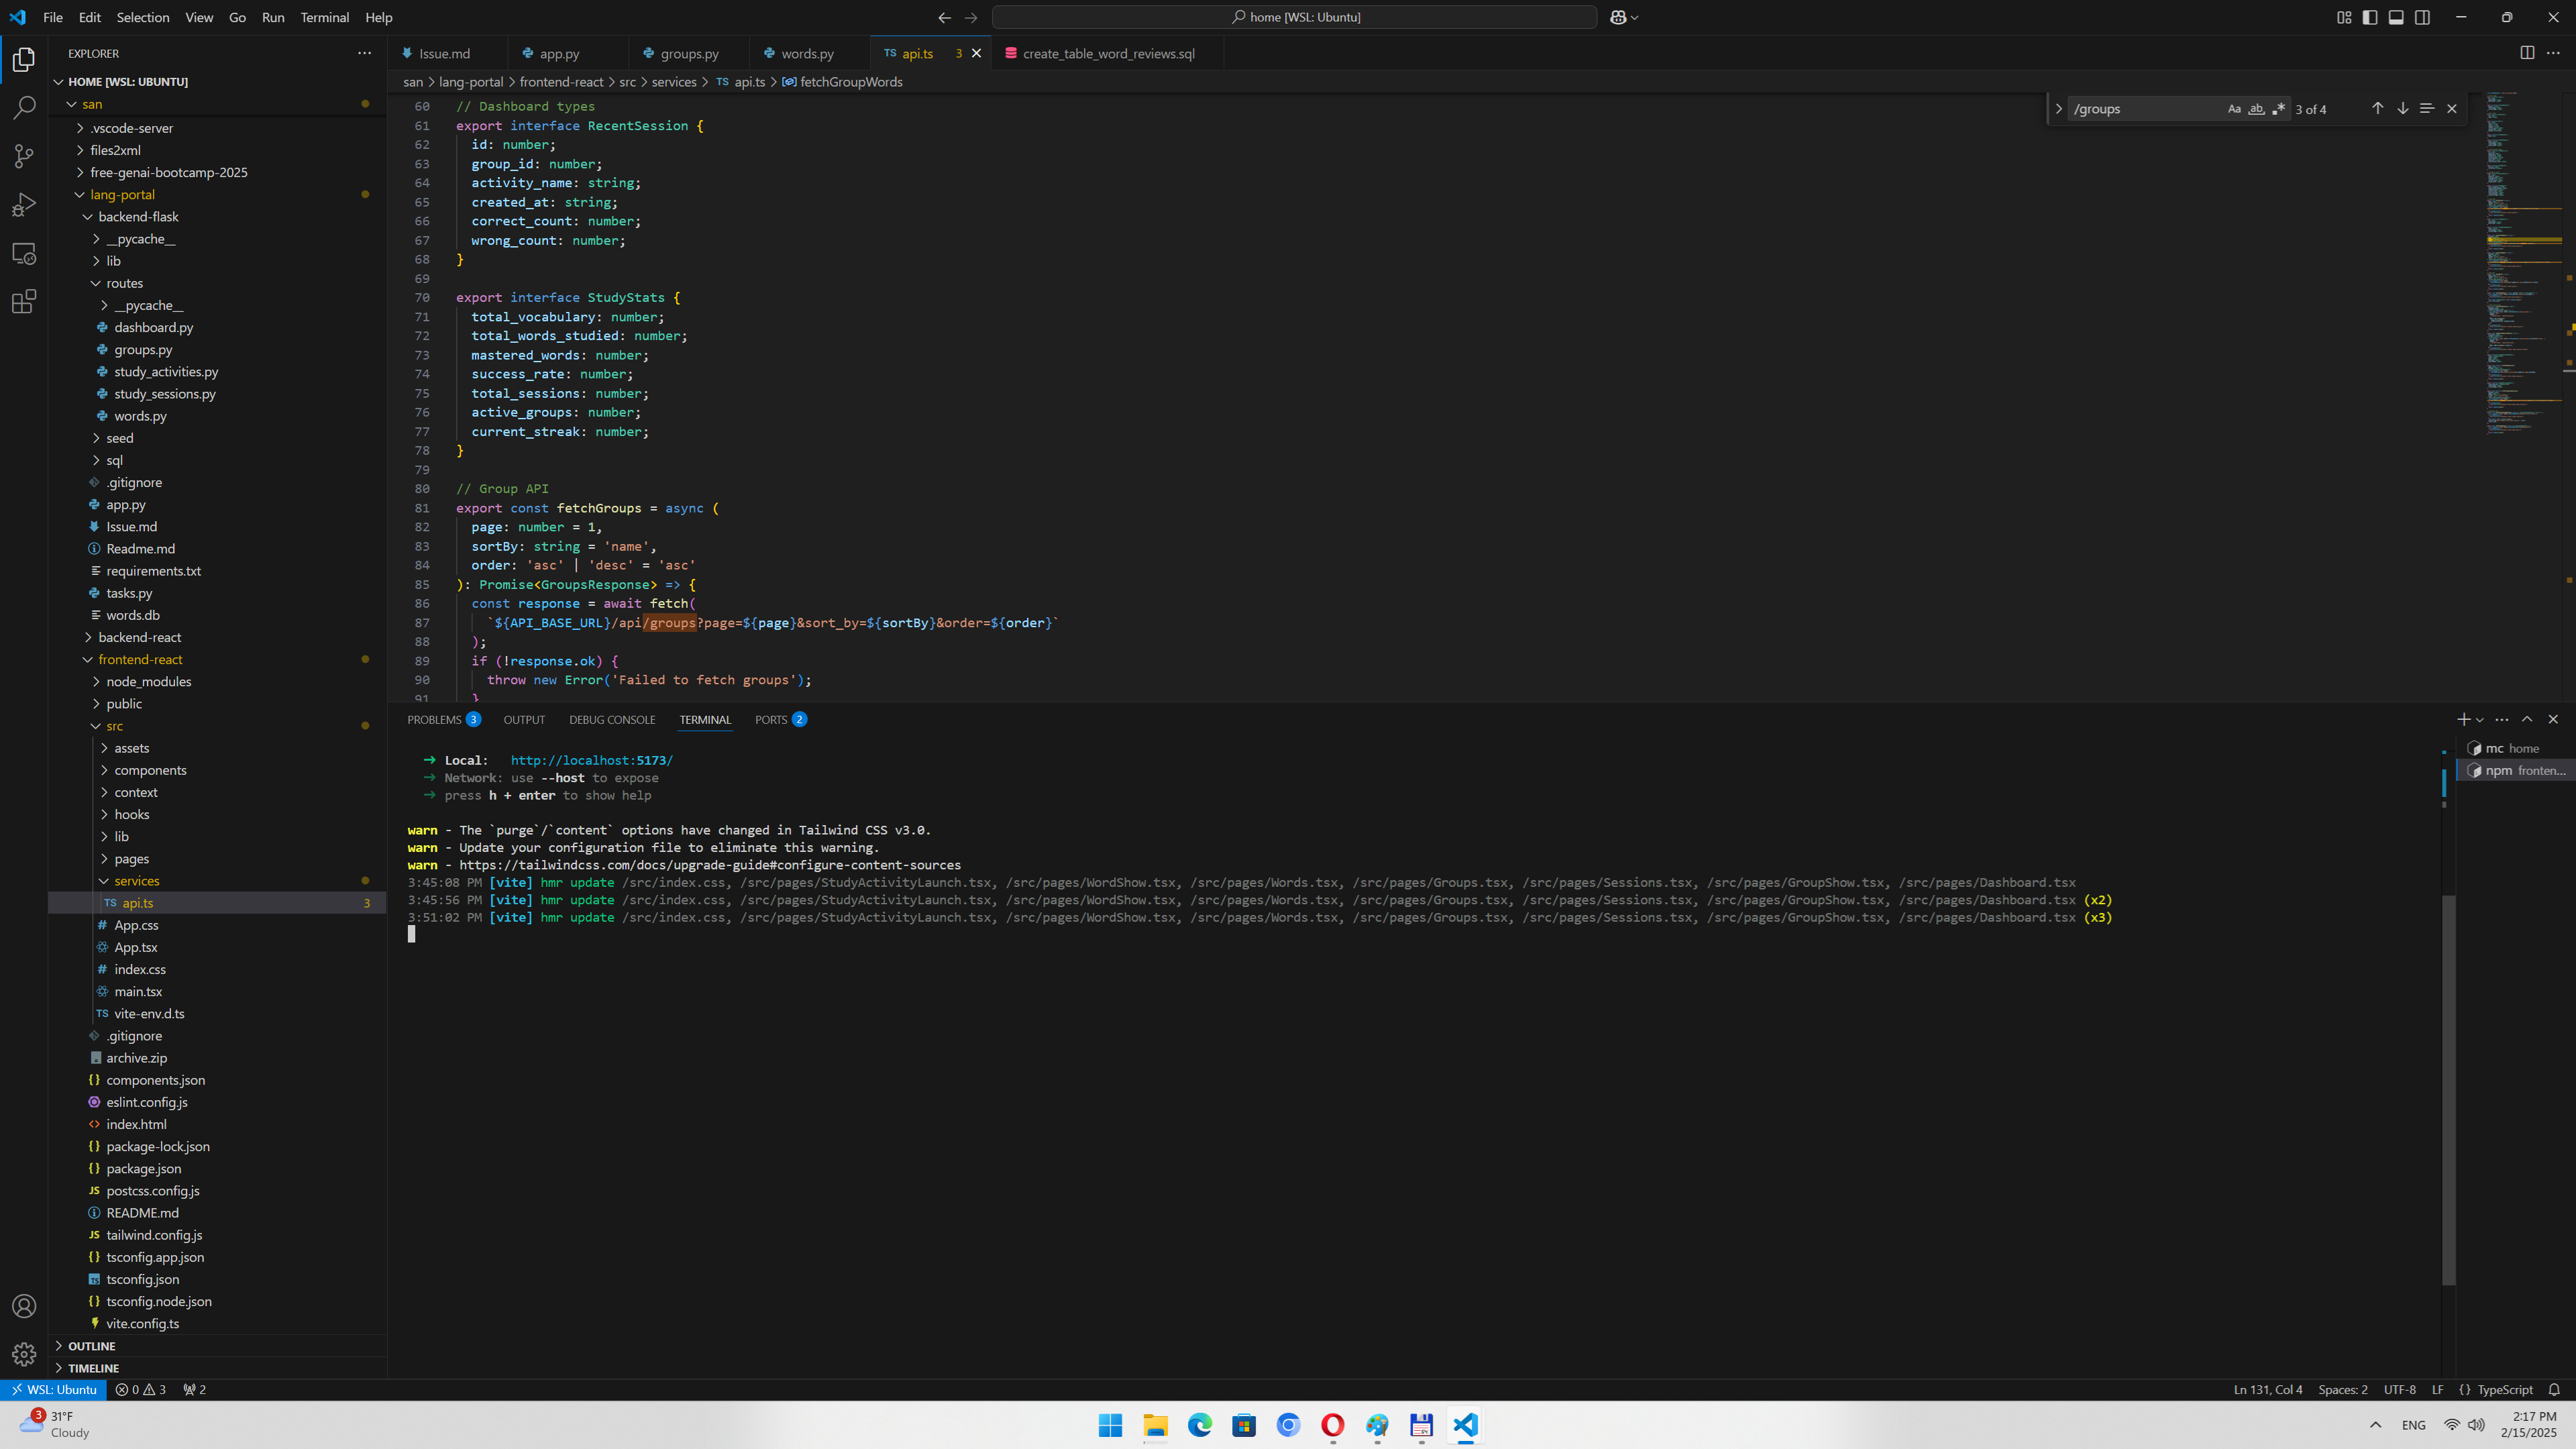 File Edit Selection View Go Run Terminal Help
home [WSL: Ubuntu]
EXPLORER
HOME [WSL: UBUNTU]
san
.vscode-server
files2xml
free-genai-bootcamp-2025
lang-portal
backend-flask
__pycache__
lib
routes
__pycache__
dashboard.py
groups.py
study_activities.py
study_sessions.py
words.py
seed
sql
.gitignore
app.py
Issue.md
Readme.md
requirements.txt
tasks.py
words.db
backend-react
frontend-react
node_modules
public
src
assets
components
context
hooks
lib
pages
services
TS api.ts 3
# App.css
App.tsx
# index.css
main.tsx
TS vite-env.d.ts
.gitignore
archive.zip
{} components.json
eslint.config.js
<> index.html
{} package-lock.json
{} package.json
JS postcss.config.js
README.md
JS tailwind.config.js
{} tsconfig.app.json
tsconfig.json
{} tsconfig.node.json
vite.config.ts
OUTLINE
TIMELINE
Issue.md app.py groups.py words.py TS api.ts 3 create_table_word_reviews.sql
san > lang-portal > frontend-react > src > services > TS api.ts > fetchGroupWords
/groups Aa ab .* 3 of 4
60 // Dashboard types
61 export interface RecentSession {
62 id: number;
63 group_id: number;
64 activity_name: string;
65 created_at: string;
66 correct_count: number;
67 wrong_count: number;
68 }
69
70 export interface StudyStats {
71 total_vocabulary: number;
72 total_words_studied: number;
73 mastered_words: number;
74 success_rate: number;
75 total_sessions: number;
76 active_groups: number;
77 current_streak: number;
78 }
79
80 // Group API
81 export const fetchGroups = async (
82 page: number = 1,
83 sortBy: string = 'name',
84 order: 'asc' | 'desc' = 'asc'
85 ): Promise<GroupsResponse> => {
86 const response = await fetch(
87 `${API_BASE_URL}/api/groups?page=${page}&sort_by=${sortBy}&order=${order}`
88 );
89 if (!response.ok) {
90 throw new Error('Failed to fetch groups');
91 }
PROBLEMS 3 OUTPUT DEBUG CONSOLE TERMINAL PORTS 2
➜ Local: http://localhost:5173/
➜ Network: use --host to expose
➜ press h + enter to show help
warn - The `purge`/`content` options have changed in Tailwind CSS v3.0.
warn - Update your configuration file to eliminate this warning.
warn - https://tailwindcss.com/docs/upgrade-guide#configure-content-sources
3:45:08 PM [vite] hmr update /src/index.css, /src/pages/StudyActivityLaunch.tsx, /src/pages/WordShow.tsx, /src/pages/Words.tsx, /src/pages/Groups.tsx, /src/pages/Sessions.tsx, /src/pages/GroupShow.tsx, /src/pages/Dashboard.tsx
3:45:56 PM [vite] hmr update /src/index.css, /src/pages/StudyActivityLaunch.tsx, /src/pages/WordShow.tsx, /src/pages/Words.tsx, /src/pages/Groups.tsx, /src/pages/Sessions.tsx, /src/pages/GroupShow.tsx, /src/pages/Dashboard.tsx (x2)
3:51:02 PM [vite] hmr update /src/index.css, /src/pages/StudyActivityLaunch.tsx, /src/pages/WordShow.tsx, /src/pages/Words.tsx, /src/pages/Groups.tsx, /src/pages/Sessions.tsx, /src/pages/GroupShow.tsx, /src/pages/Dashboard.tsx (x3)
mc home
npm fronten...
WSL: Ubuntu 0 3 2
Ln 131, Col 4 Spaces: 2 UTF-8 LF {} TypeScript
3
31°F
Cloudy
ENG
2:17 PM
2/15/2025